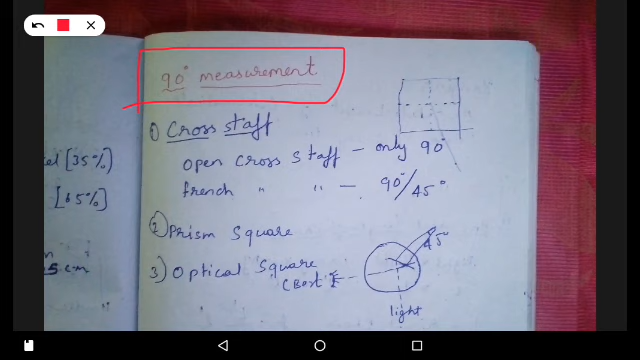 90° measurement
① Cross staff
open cross staff - only 90°
french " " - 90°/45°
② Prism Square
3) Optical Square
(Best
45°
light
el [35%]
[65%]
5 cm